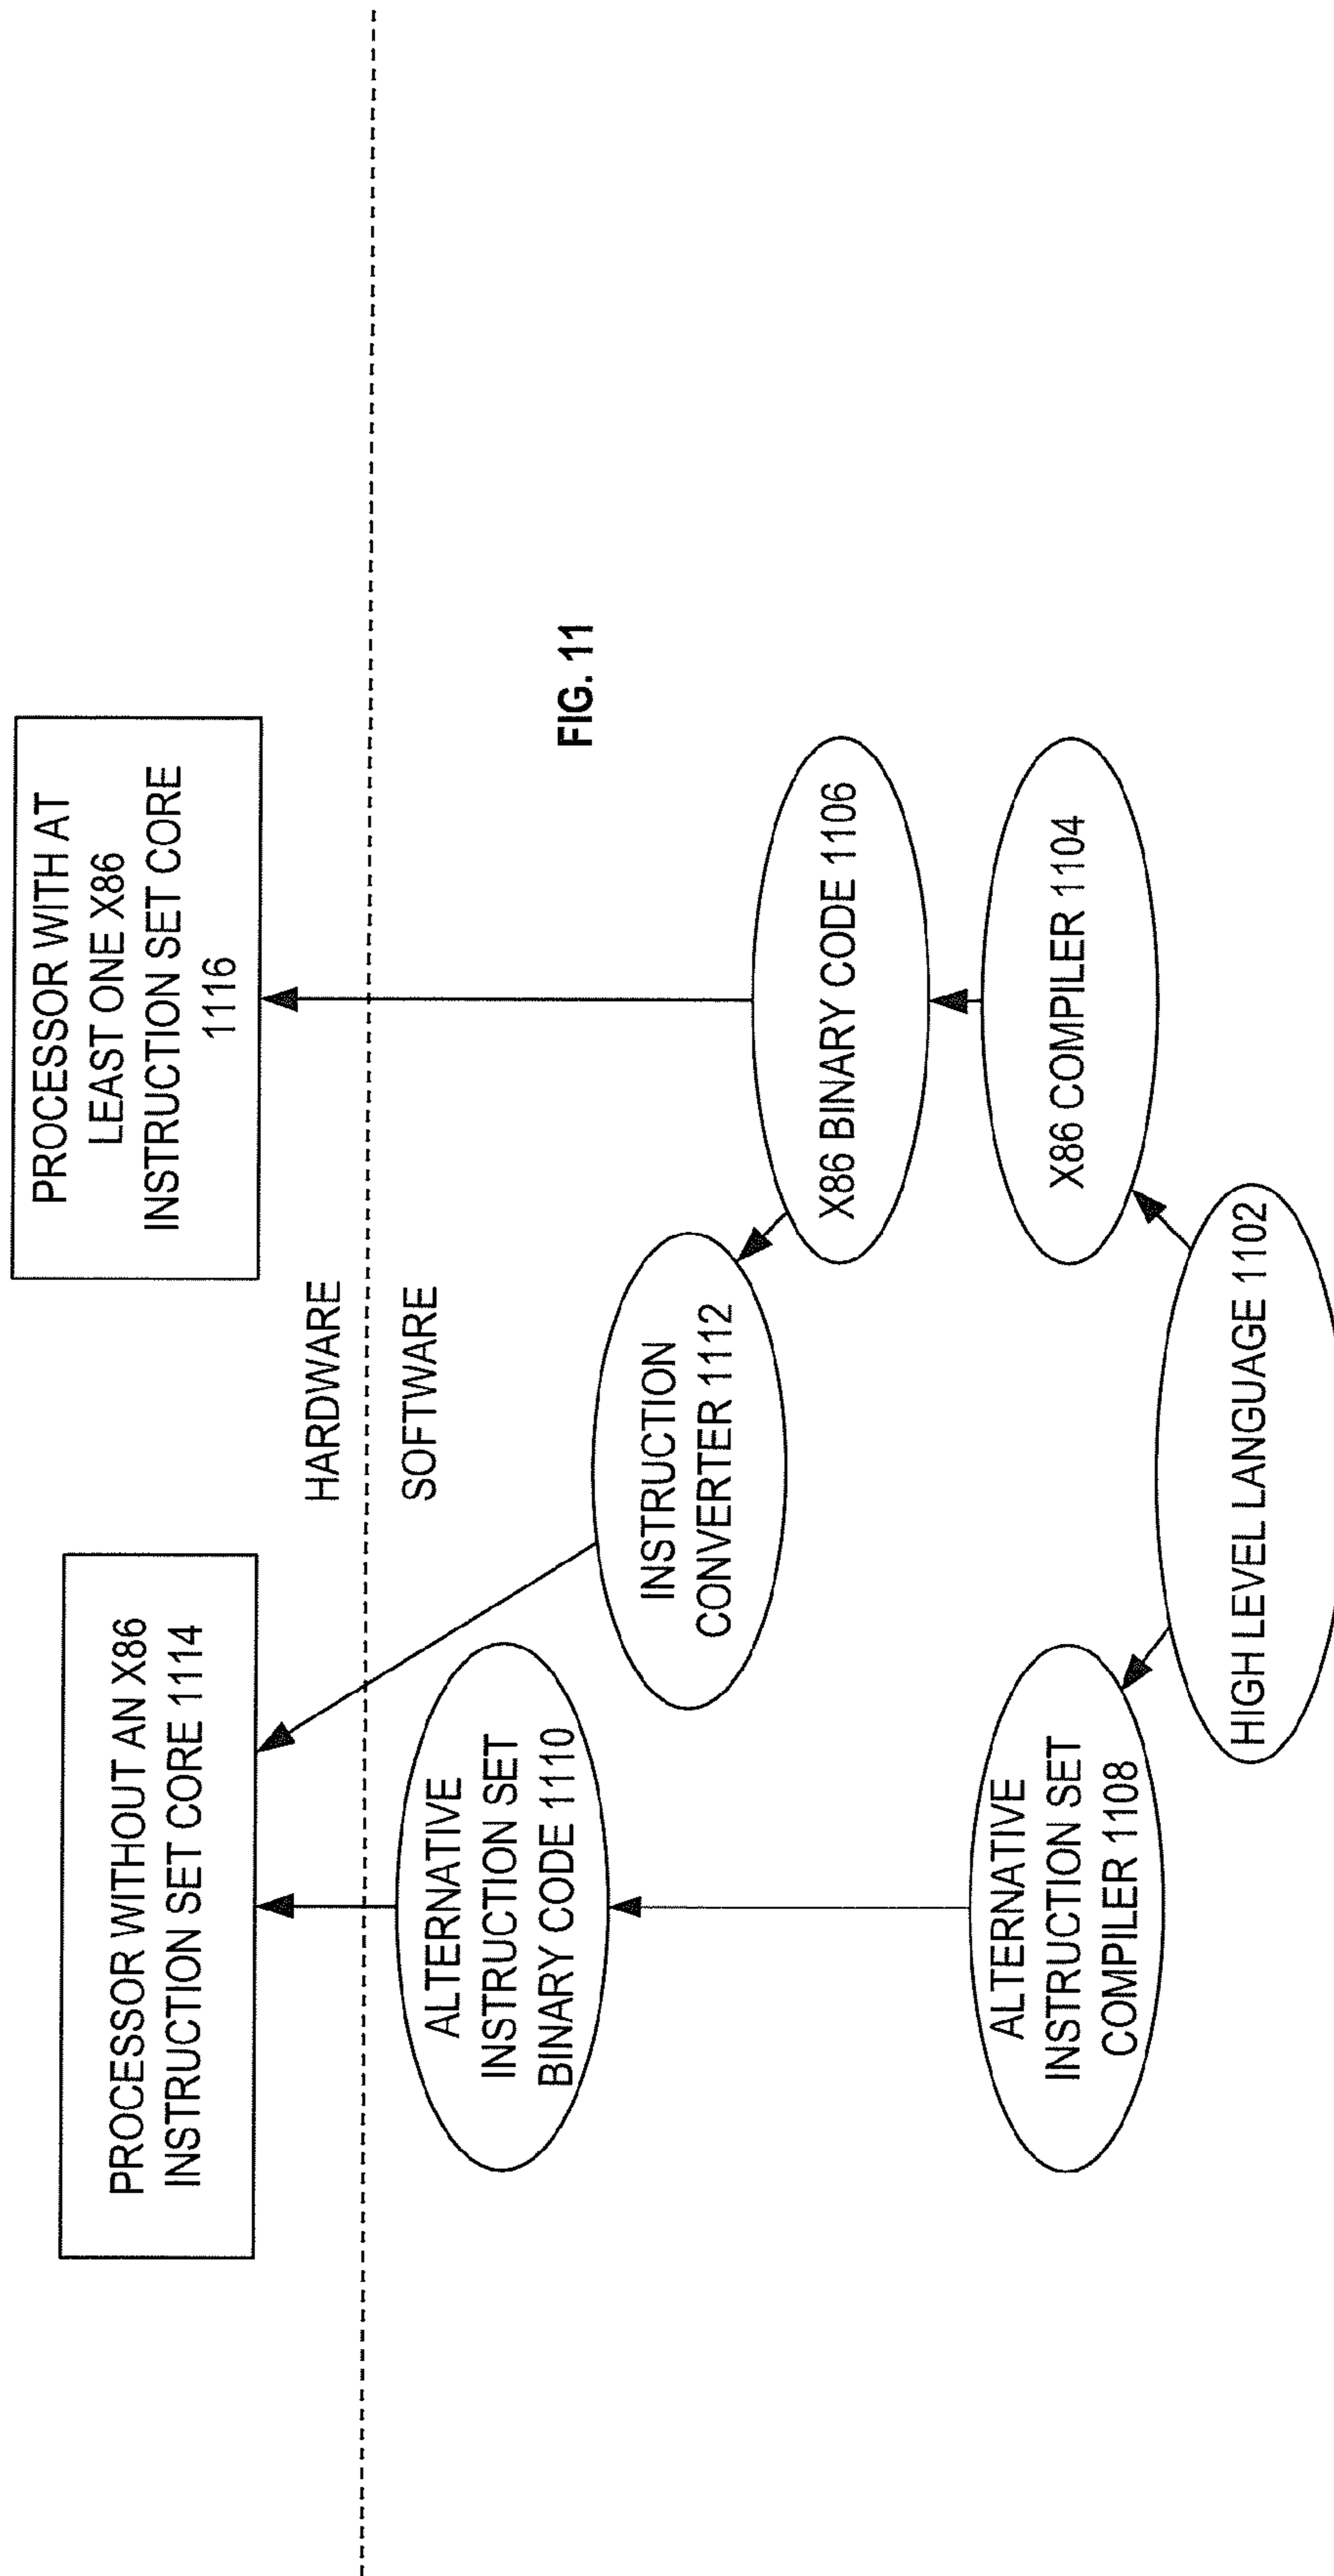 PROCESSOR WITHOUT AN X86
INSTRUCTION SET CORE 1114
PROCESSOR WITH AT
LEAST ONE X86
INSTRUCTION SET CORE
1116
HARDWARE
SOFTWARE
ALTERNATIVE
INSTRUCTION SET
BINARY CODE 1110
INSTRUCTION
CONVERTER 1112
FIG. 11
X86 BINARY CODE 1106
ALTERNATIVE
INSTRUCTION SET
COMPILER 1108
X86 COMPILER 1104
HIGH LEVEL LANGUAGE 1102